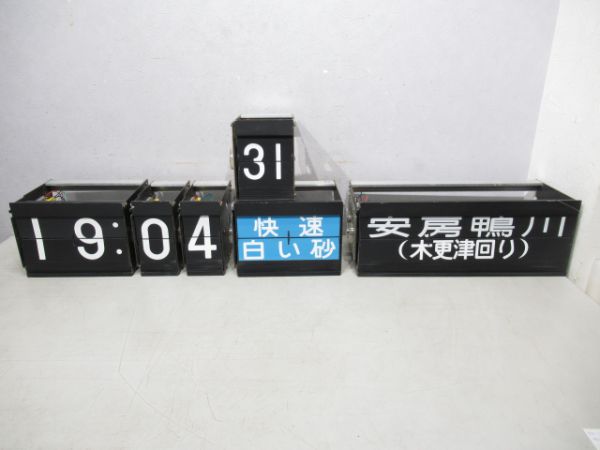 31
19:04
快速
白い砂
安房鴨川
(木更津回り)